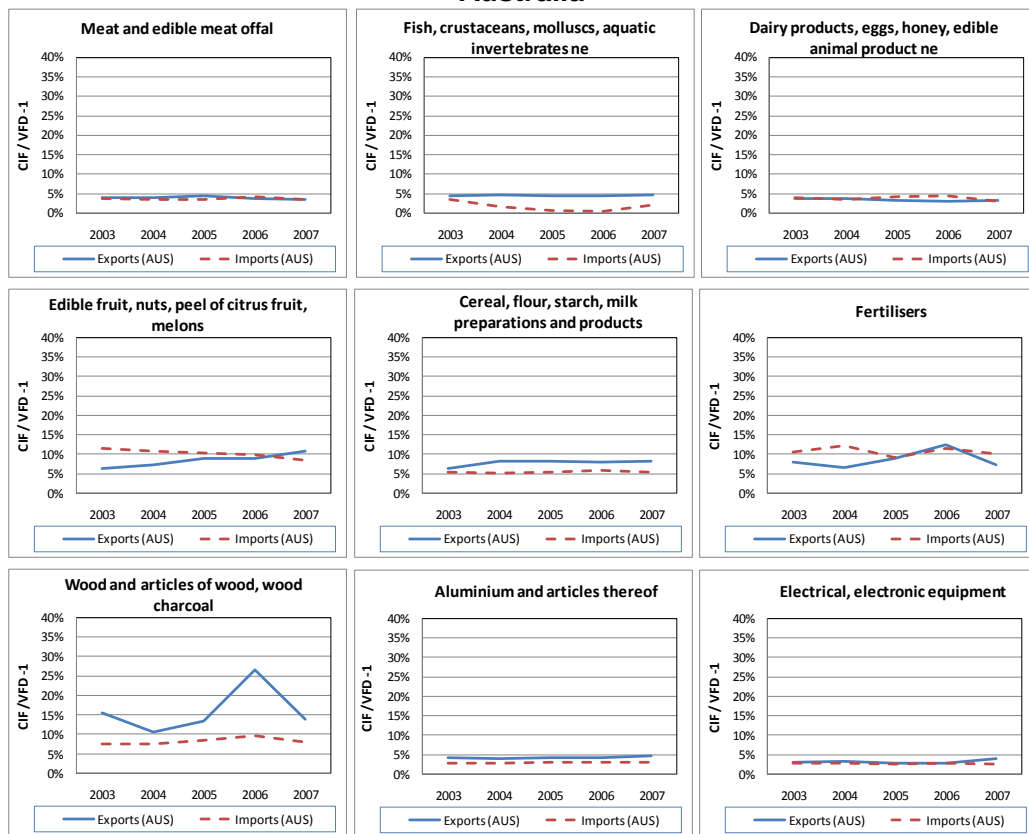 Australia
Meat and edible meat offal
CIF / VFD -1
40%
35%
30%
25%
20%
15%
10%
5%
0%
2003 2004 2005 2006 2007
Exports (AUS) Imports (AUS)
Fish, crustaceans, molluscs, aquatic
invertebrates ne
CIF / VFD -1
40%
35%
30%
25%
20%
15%
10%
5%
0%
2003 2004 2005 2006 2007
Exports (AUS) Imports (AUS)
Dairy products, eggs, honey, edible
animal product ne
CIF / VFD -1
40%
35%
30%
25%
20%
15%
10%
5%
0%
2003 2004 2005 2006 2007
Exports (AUS) Imports (AUS)
Edible fruit, nuts, peel of citrus fruit,
melons
CIF / VFD -1
40%
35%
30%
25%
20%
15%
10%
5%
0%
2003 2004 2005 2006 2007
Exports (AUS) Imports (AUS)
Cereal, flour, starch, milk
preparations and products
CIF / VFD -1
40%
35%
30%
25%
20%
15%
10%
5%
0%
2003 2004 2005 2006 2007
Exports (AUS) Imports (AUS)
Fertilisers
CIF / VFD -1
40%
35%
30%
25%
20%
15%
10%
5%
0%
2003 2004 2005 2006 2007
Exports (AUS) Imports (AUS)
Wood and articles of wood, wood
charcoal
CIF /VFD -1
40%
35%
30%
25%
20%
15%
10%
5%
0%
2003 2004 2005 2006 2007
Exports (AUS) Imports (AUS)
Aluminium and articles thereof
CIF / VFD -1
40%
35%
30%
25%
20%
15%
10%
5%
0%
2003 2004 2005 2006 2007
Exports (AUS) Imports (AUS)
Electrical, electronic equipment
CIF / VFD -1
40%
35%
30%
25%
20%
15%
10%
5%
0%
2003 2004 2005 2006 2007
Exports (AUS) Imports (AUS)